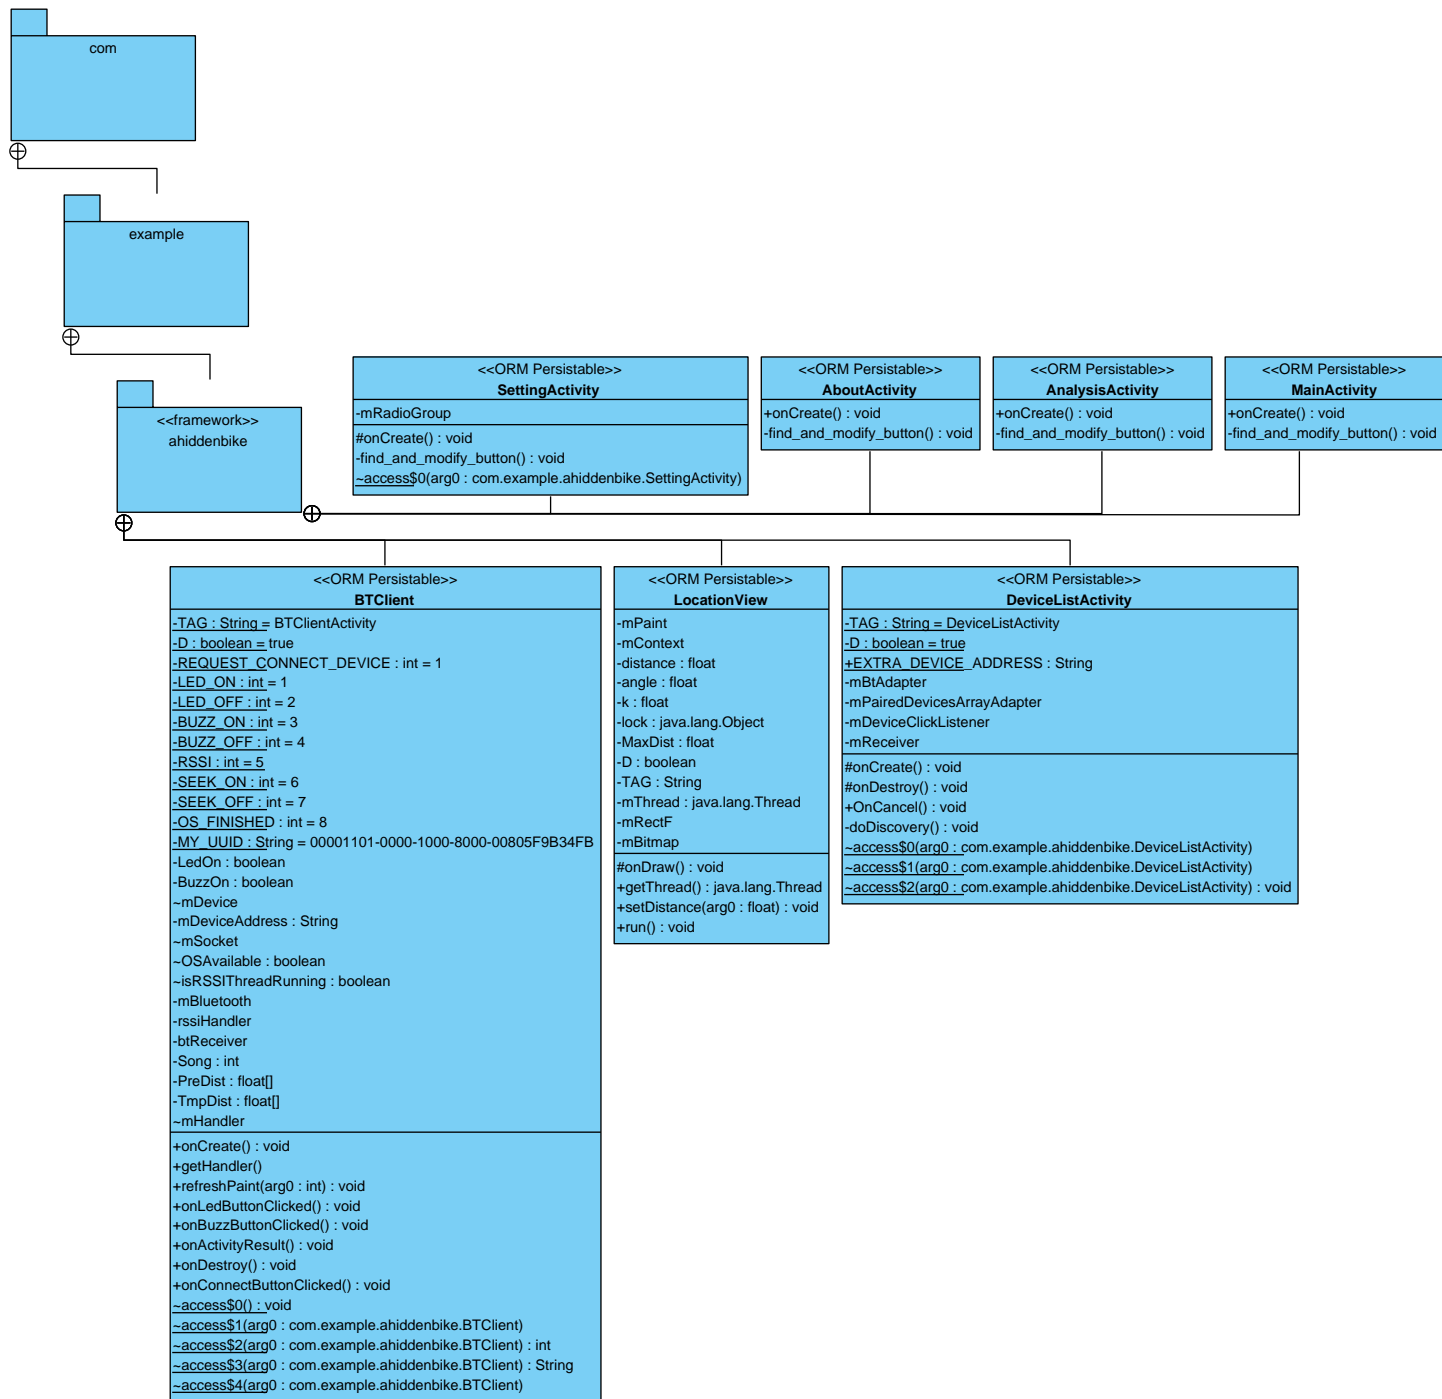 com
example
<<framework>>
ahiddenbike
<<ORM Persistable>>
SettingActivity
-mRadioGroup
#onCreate() : void
-find_and_modify_button() : void
~access$0(arg0 : com.example.ahiddenbike.SettingActivity)
<<ORM Persistable>>
AboutActivity
+onCreate() : void
-find_and_modify_button() : void
<<ORM Persistable>>
AnalysisActivity
+onCreate() : void
-find_and_modify_button() : void
<<ORM Persistable>>
MainActivity
+onCreate() : void
-find_and_modify_button() : void
<<ORM Persistable>>
BTClient
-TAG : String = BTClientActivity
-D : boolean = true
-REQUEST_CONNECT_DEVICE : int = 1
-LED_ON : int = 1
-LED_OFF : int = 2
-BUZZ_ON : int = 3
-BUZZ_OFF : int = 4
-RSSI : int = 5
-SEEK_ON : int = 6
-SEEK_OFF : int = 7
-OS_FINISHED : int = 8
-MY_UUID : String = 00001101-0000-1000-8000-00805F9B34FB
-LedOn : boolean
-BuzzOn : boolean
~mDevice
-mDeviceAddress : String
~mSocket
~OSAvailable : boolean
~isRSSIThreadRunning : boolean
-mBluetooth
-rssiHandler
-btReceiver
-Song : int
-PreDist : float[]
-TmpDist : float[]
~mHandler
+onCreate() : void
+getHandler()
+refreshPaint(arg0 : int) : void
+onLedButtonClicked() : void
+onBuzzButtonClicked() : void
+onActivityResult() : void
+onDestroy() : void
+onConnectButtonClicked() : void
~access$0() : void
~access$1(arg0 : com.example.ahiddenbike.BTClient)
~access$2(arg0 : com.example.ahiddenbike.BTClient) : int
~access$3(arg0 : com.example.ahiddenbike.BTClient) : String
~access$4(arg0 : com.example.ahiddenbike.BTClient)
<<ORM Persistable>>
LocationView
-mPaint
-mContext
-distance : float
-angle : float
-k : float
-lock : java.lang.Object
-MaxDist : float
-D : boolean
-TAG : String
-mThread : java.lang.Thread
-mRectF
-mBitmap
#onDraw() : void
+getThread() : java.lang.Thread
+setDistance(arg0 : float) : void
+run() : void
<<ORM Persistable>>
DeviceListActivity
-TAG : String = DeviceListActivity
-D : boolean = true
+EXTRA_DEVICE_ADDRESS : String
-mBtAdapter
-mPairedDevicesArrayAdapter
-mDeviceClickListener
-mReceiver
#onCreate() : void
#onDestroy() : void
+OnCancel() : void
-doDiscovery() : void
~access$0(arg0 : com.example.ahiddenbike.DeviceListActivity)
~access$1(arg0 : com.example.ahiddenbike.DeviceListActivity)
~access$2(arg0 : com.example.ahiddenbike.DeviceListActivity) : void